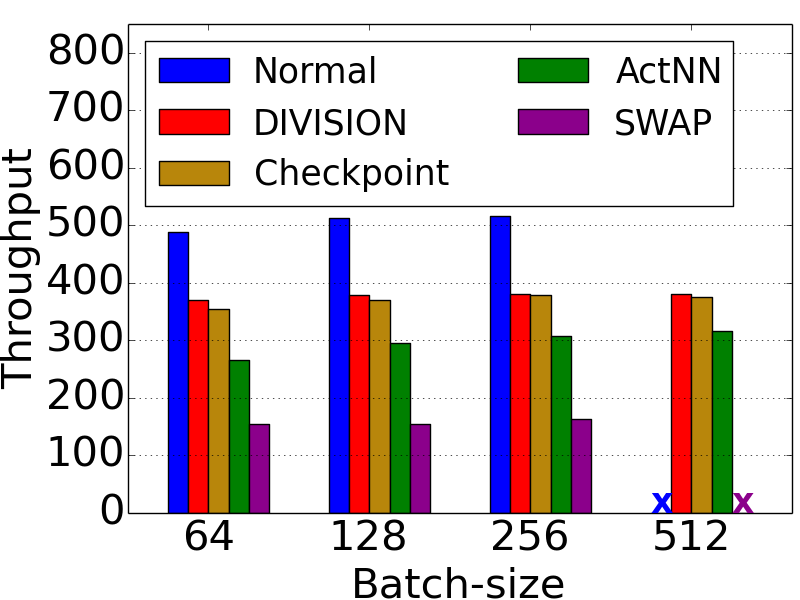 800
700
600
500
400
300
200
100
0
Throughput
Normal
DIVISION
Checkpoint
ActNN
SWAP
x x
64 128 256 512
Batch-size